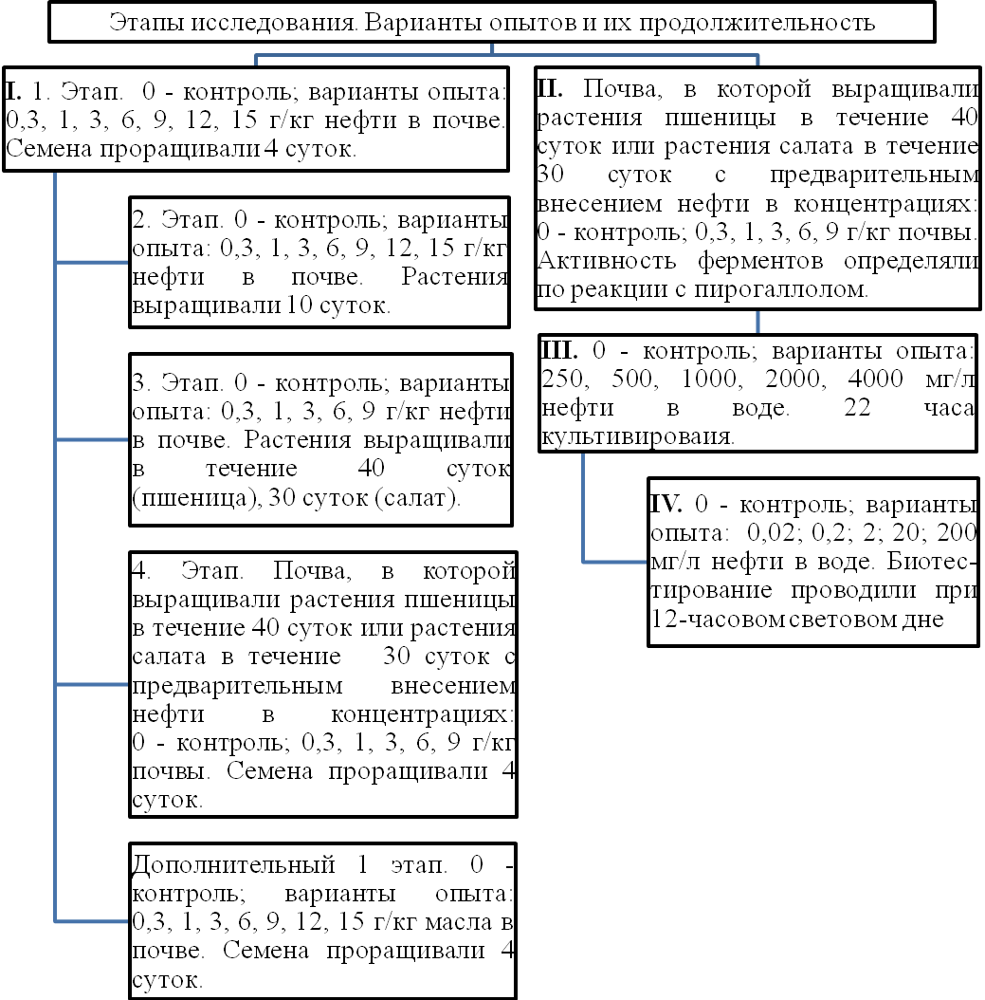 Этапы исследования. Варианты опытов и их продолжительность
I. 1. Этап. 0 - контроль; варианты опыта:
0,3, 1, 3, 6, 9, 12, 15 г/кг нефти в почве.
Семена проращивали 4 суток.
2. Этап. 0 - контроль; варианты
опыта: 0,3, 1, 3, 6, 9, 12, 15 г/кг
нефти в почве. Растения
выращивали 10 суток.
3. Этап. 0 - контроль; варианты
опыта: 0,3, 1, 3, 6, 9 г/кг нефти
в почве. Растения выращивали
в течение 40 суток
(пшеница), 30 суток (салат).
4. Этап. Почва, в которой
выращивали растения пшеницы
в течение 40 суток или растения
салата в течение 30 суток с
предварительным внесением
нефти в концентрациях:
0 - контроль; 0,3, 1, 3, 6, 9 г/кг
почвы. Семена проращивали 4
суток.
Дополнительный 1 этап. 0 -
контроль; варианты опыта:
0,3, 1, 3, 6, 9, 12, 15 г/кг масла в
почве. Семена проращивали 4
суток.
II. Почва, в которой выращивали
растения пшеницы в течение 40
суток или растения салата в течение
30 суток с предварительным
внесением нефти в концентрациях:
0 - контроль; 0,3, 1, 3, 6, 9 г/кг почвы.
Активность ферментов определяли
по реакции с пирогаллолом.
III. 0 - контроль; варианты опыта:
250, 500, 1000, 2000, 4000 мг/л
нефти в воде. 22 часа
культивироваия.
IV. 0 - контроль; варианты
опыта: 0,02; 0,2; 2; 20; 200
мг/л нефти в воде. Биотес-
тирование проводили при
12-часовом световом дне